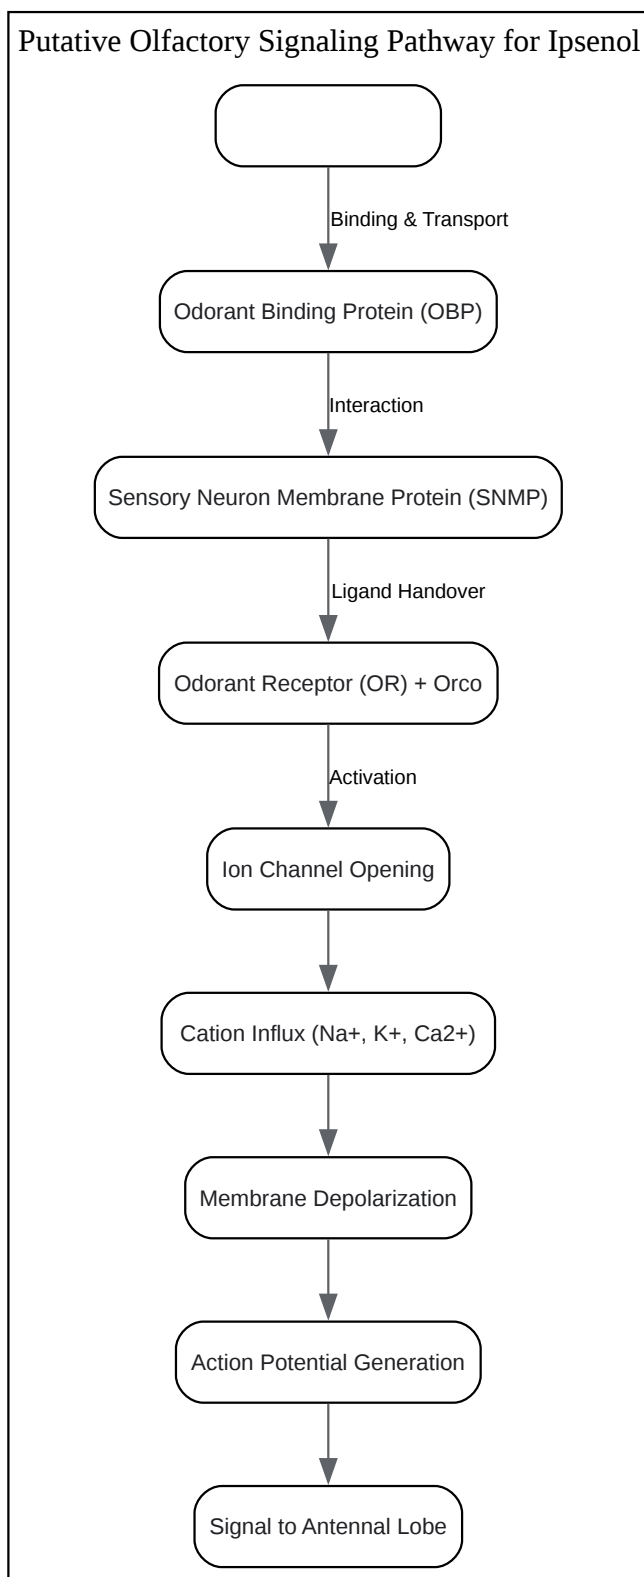 Putative Olfactory Signaling Pathway for Ipsenol
Binding & Transport
Odorant Binding Protein (OBP)
Interaction
Sensory Neuron Membrane Protein (SNMP)
Ligand Handover
Odorant Receptor (OR) + Orco
Activation
Ion Channel Opening
Cation Influx (Na+, K+, Ca2+)
Membrane Depolarization
Action Potential Generation
Signal to Antennal Lobe